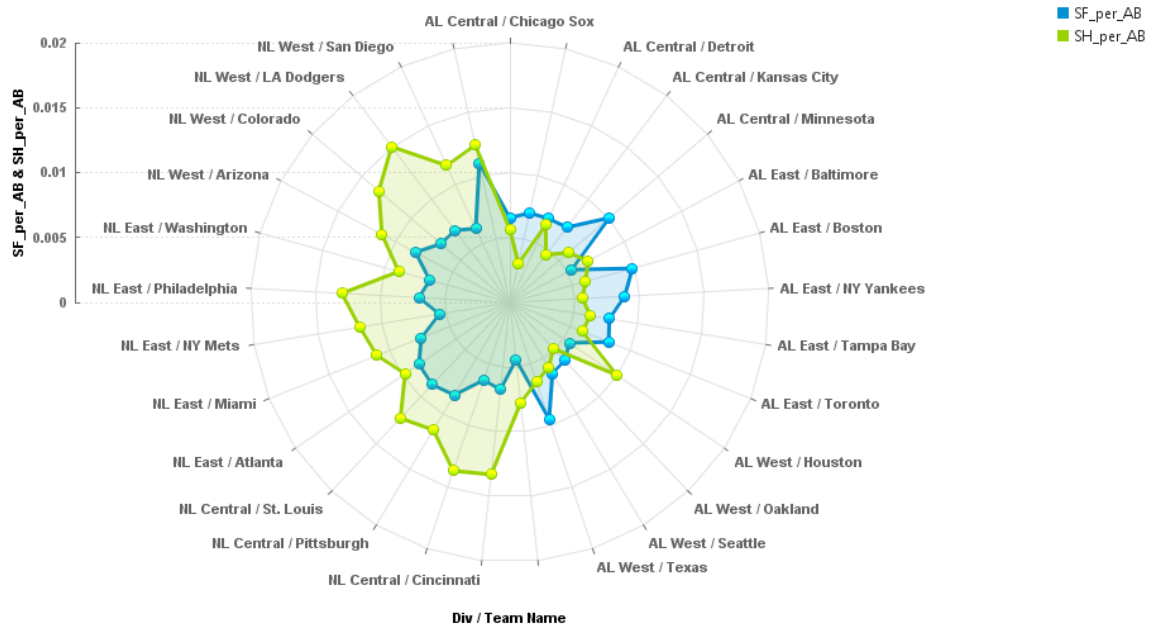 AL Central / Chicago Sox
SF_per_AB
SH_per_AB
0.02
0.015
0.01
0.005
0
SF_per_AB & SH_per_AB
NL West / San Diego
AL Central / Detroit
NL West / LA Dodgers
AL Central / Kansas City
NL West / Colorado
AL Central / Minnesota
NL West / Arizona
AL East / Baltimore
NL East / Washington
AL East / Boston
NL East / Philadelphia
AL East / NY Yankees
NL East / NY Mets
AL East / Tampa Bay
NL East / Miami
AL East / Toronto
NL East / Atlanta
AL West / Houston
NL Central / St. Louis
AL West / Oakland
NL Central / Pittsburgh
AL West / Seattle
NL Central / Cincinnati
AL West / Texas
Div / Team Name